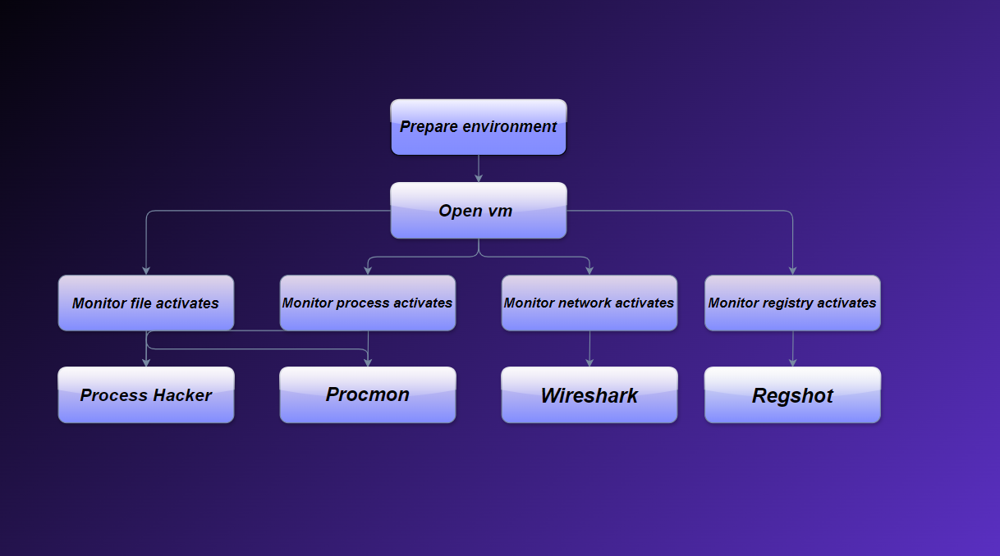 Prepare environment
Open vm
Monitor file activates
Monitor process activates
Monitor network activates
Monitor registry activates
Process Hacker
Procmon
Wireshark
Regshot